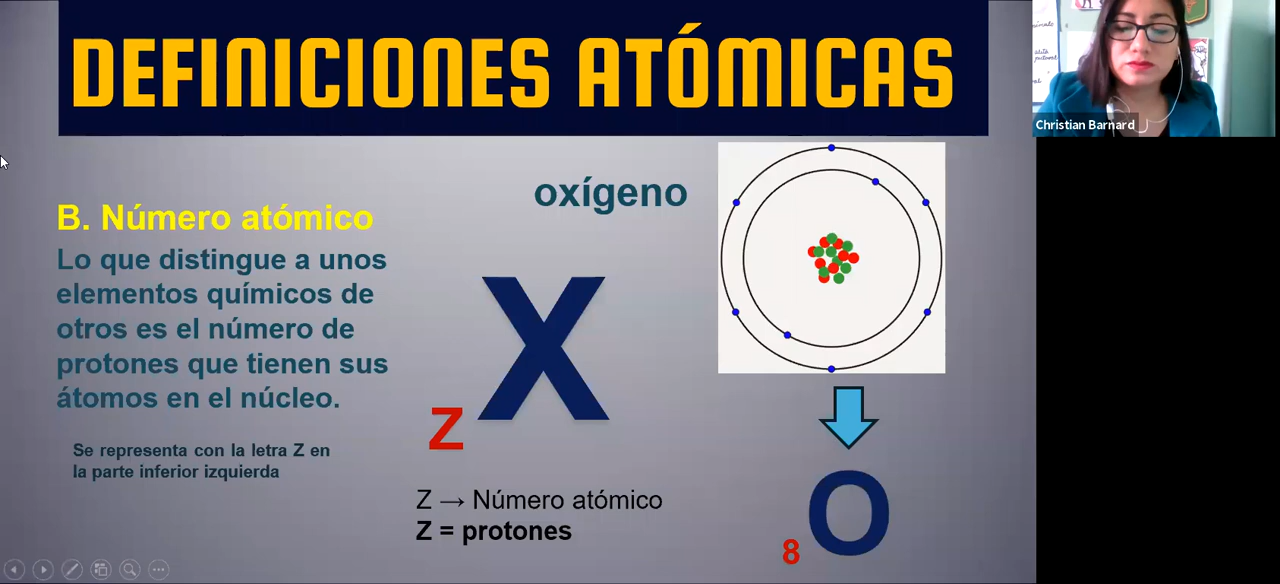 DEFINICIONES ATÓMICAS
Christian Barnard
oxígeno
B. Número atómico
Lo que distingue a unos
elementos químicos de
otros es el número de
protones que tienen sus
átomos en el núcleo.
Se representa con la letra Z en
la parte inferior izquierda
X
Z
Z → Número atómico
Z = protones
O
8